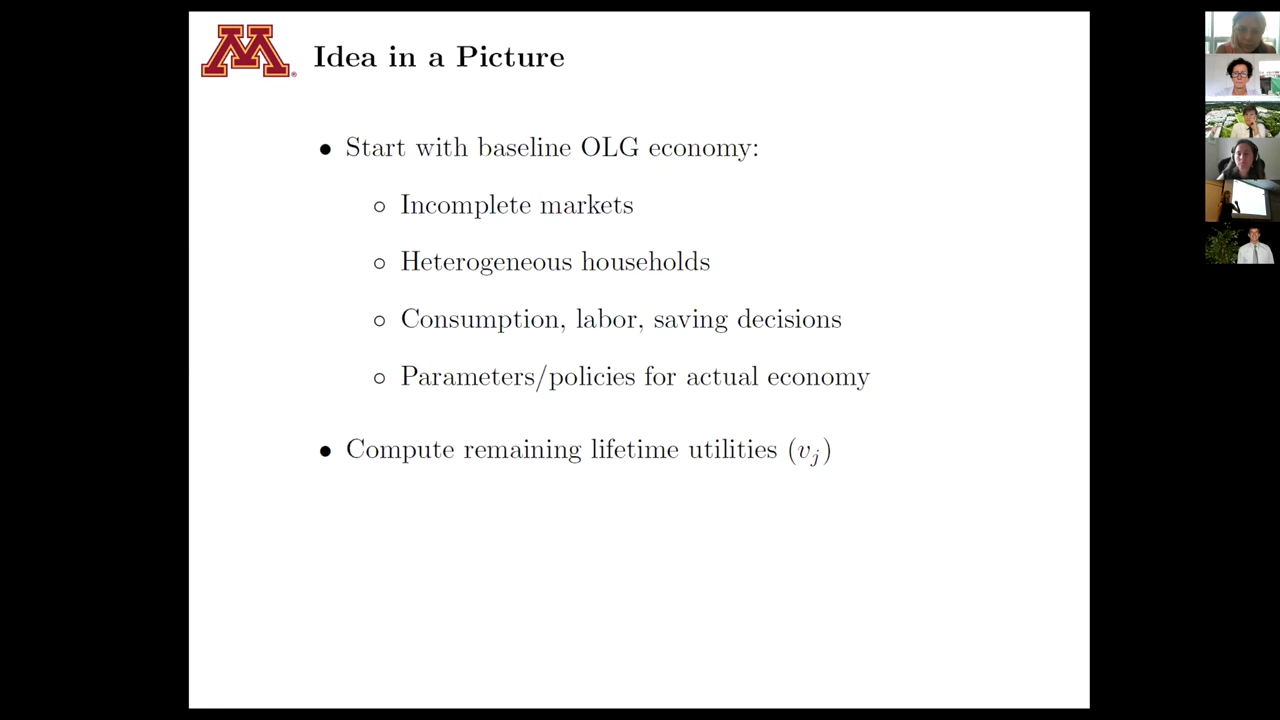 M
Idea in a Picture
• Start with baseline OLG economy:
◦ Incomplete markets
◦ Heterogeneous households
◦ Consumption, labor, saving decisions
◦ Parameters/policies for actual economy
• Compute remaining lifetime utilities (vⱼ)